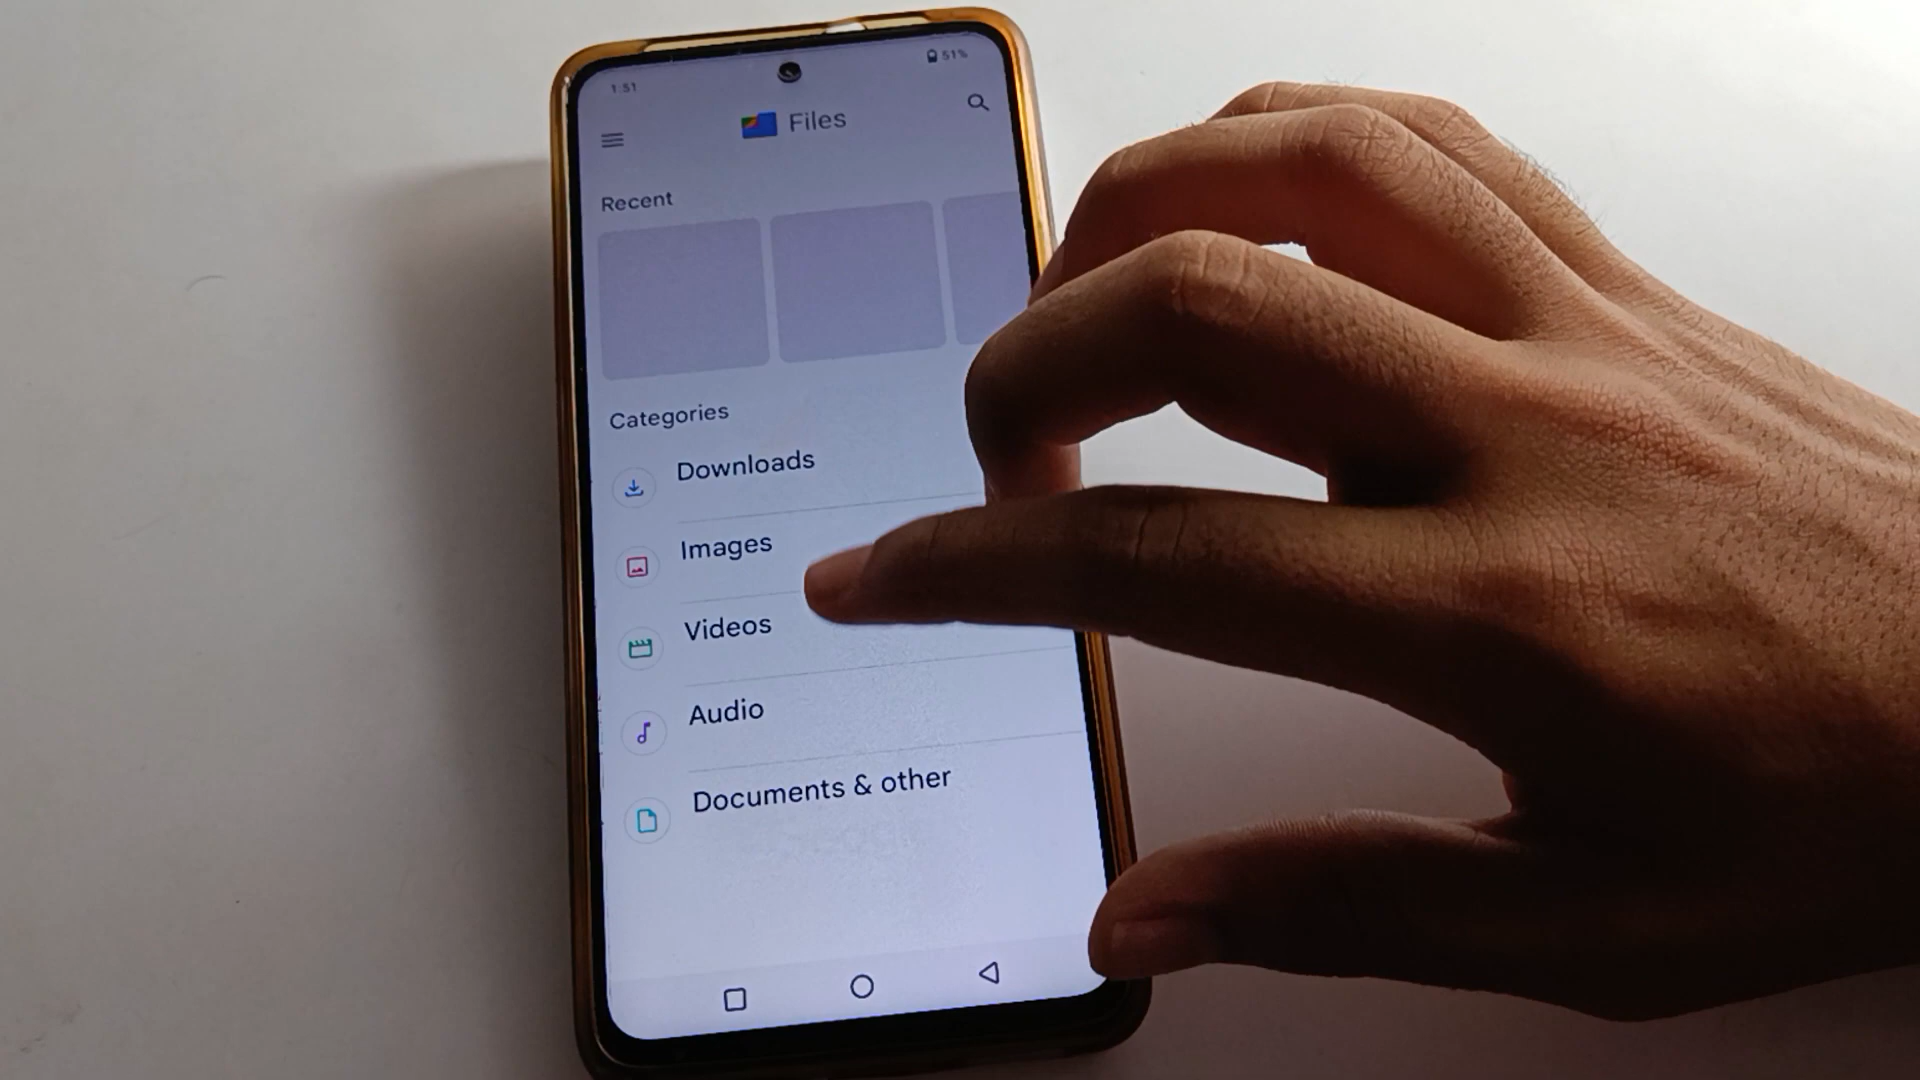 1:51
51%
Files
Recent
Categories
Downloads
Images
Videos
Audio
Documents & other